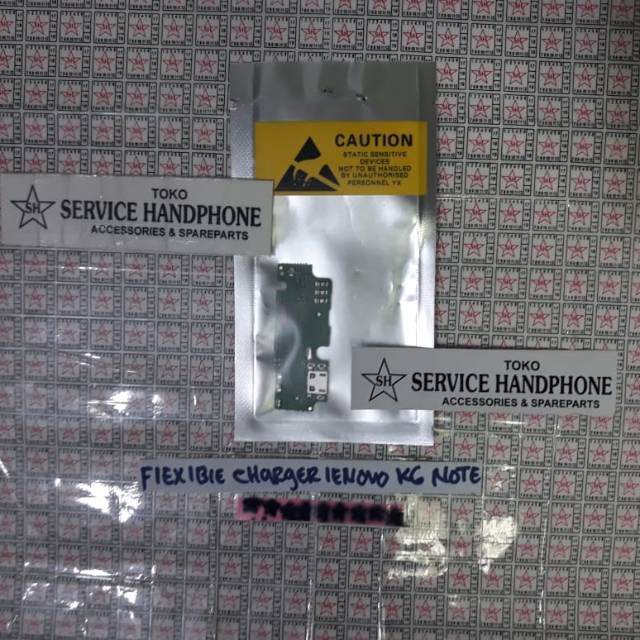 CAUTION
STATIC SENSITIVE
DEVICES
NOT TO BE HANDLED
BY UNAUTHORISED
PERSONNEL YX
TOKO
SH
SERVICE HANDPHONE
ACCESSORIES & SPAREPARTS
TOKO
SH
SERVICE HANDPHONE
ACCESSORIES & SPAREPARTS
FlEXIBlE CHARGER lENOVO K6 NOTE